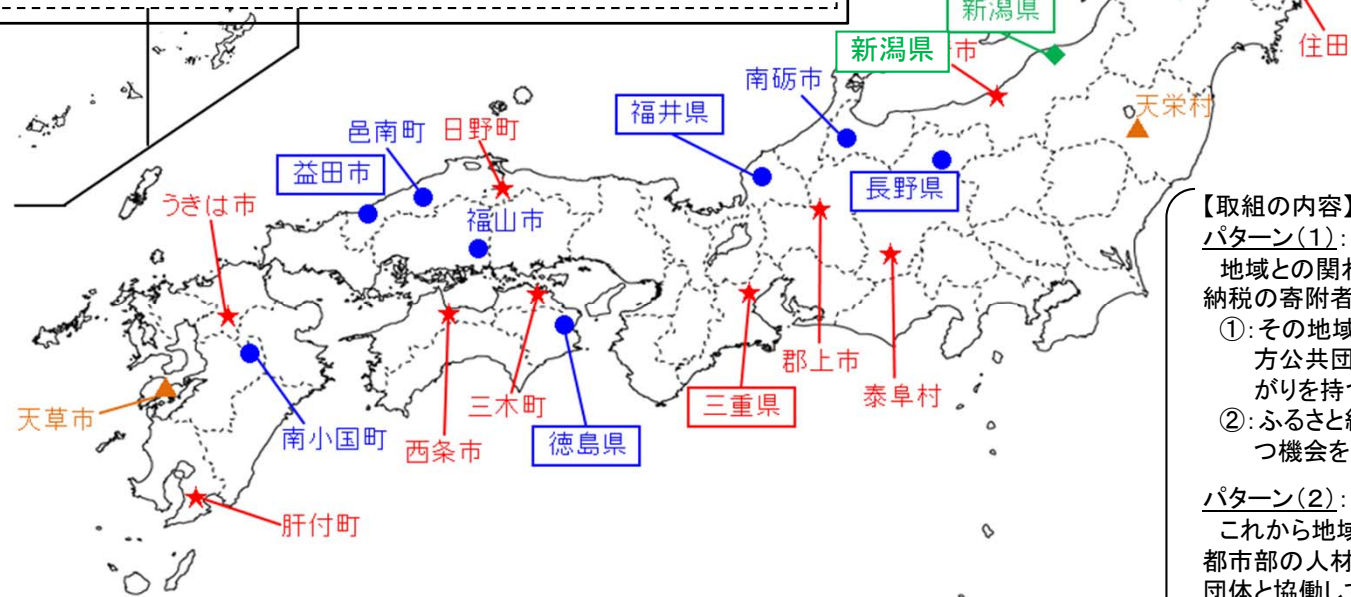 新潟県
新潟県
市
住田
南砺市
天栄村
福井県
邑南町
日野町
益田市
長野県
うきは市
福山市
郡上市
泰阜村
三木町
三重県
天草市
南小国町
西条市
徳島県
肝付町
【取組の内容】
パターン(1):
地域との関わ
納税の寄附者
①:その地域
方公共団
がりを持つ
②:ふるさと納
つ機会を
パターン(2):
これから地域
都市部の人材
団体と協働して